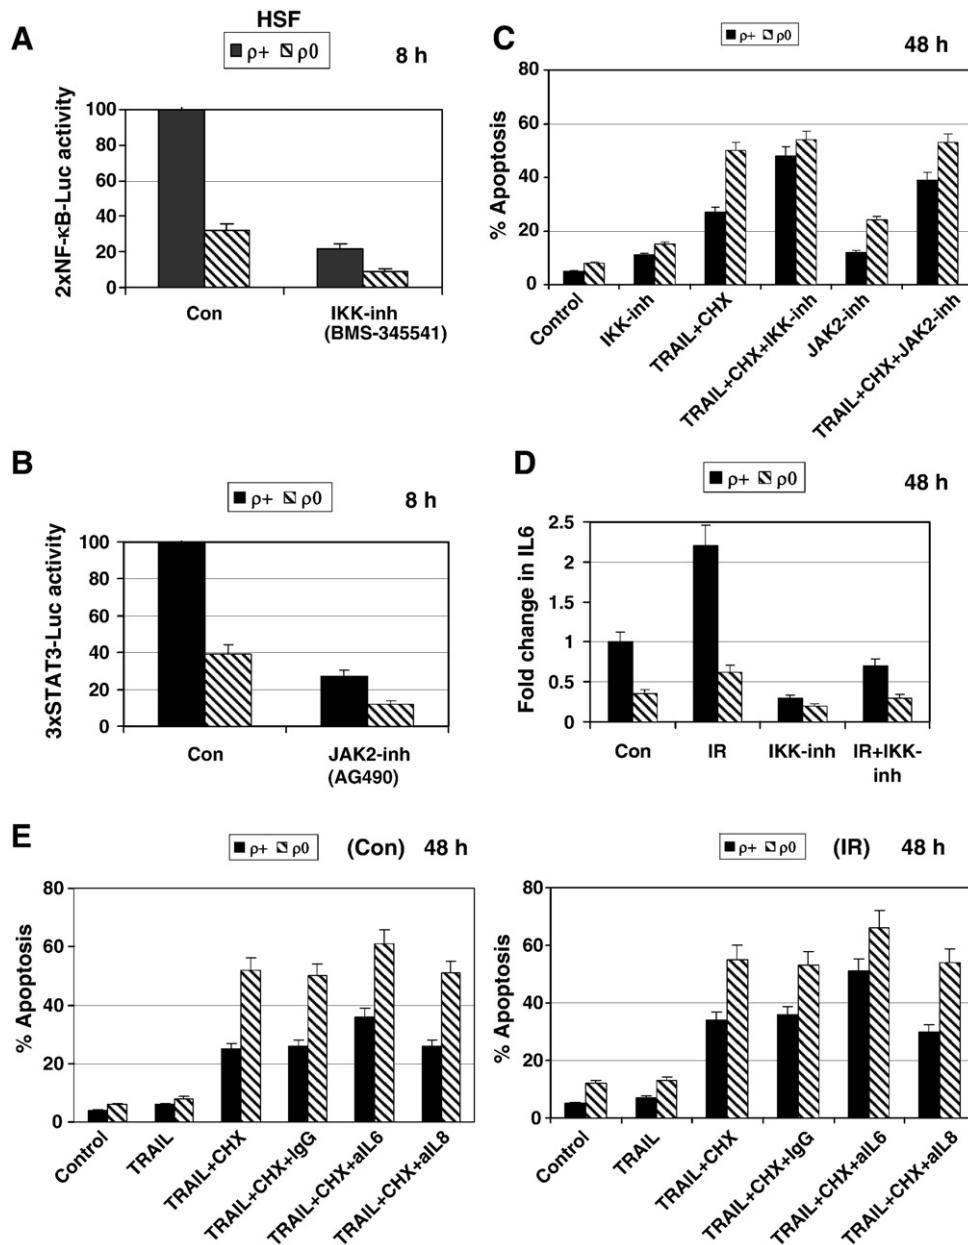 A
HSF
ρ+ ρ0
8 h
2xNF-κB-Luc activity
100
80
60
40
20
0
Con
IKK-inh
(BMS-345541)
C
ρ+ ρ0
48 h
% Apoptosis
80
60
40
20
0
Control
IKK-inh
TRAIL+CHX
TRAIL+CHX+IKK-inh
JAK2-inh
TRAIL+CHX+JAK2-inh
B
ρ+ ρ0
8 h
3xSTAT3-Luc activity
100
80
60
40
20
0
Con
JAK2-inh
(AG490)
D
ρ+ ρ0
48 h
Fold change in IL6
2.5
2
1.5
1
0.5
0
Con
IR
IKK-inh
IR+IKK-
inh
E
ρ+ ρ0
(Con) 48 h
% Apoptosis
80
60
40
20
0
Control
TRAIL
TRAIL+CHX
TRAIL+CHX+IgG
TRAIL+CHX+aIL6
TRAIL+CHX+aIL8
ρ+ ρ0
(IR) 48 h
% Apoptosis
80
60
40
20
0
Control
TRAIL
TRAIL+CHX
TRAIL+CHX+IgG
TRAIL+CHX+aIL6
TRAIL+CHX+aIL8